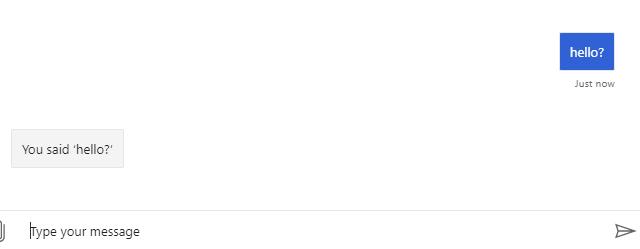 hello?
Just now
You said ‘hello?’
Type your message